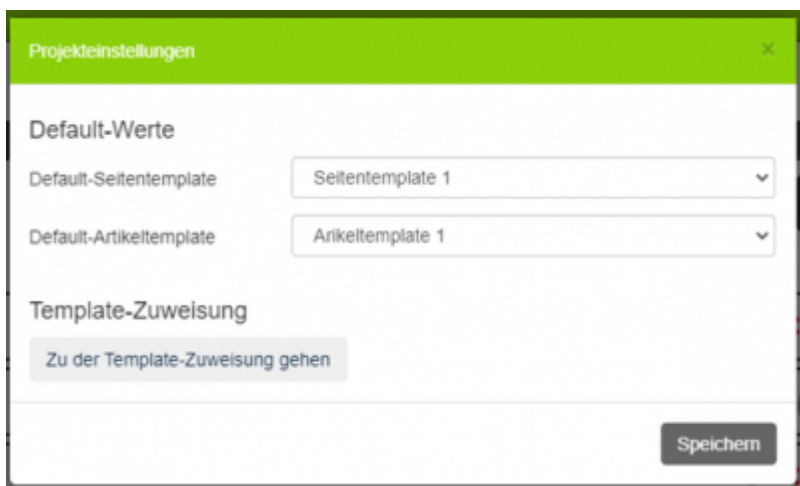 Projekteinstellungen ×
Default-Werte
Default-Seitentemplate Seitentemplate 1
Default-Artikeltemplate Arikeltemplate 1
Template-Zuweisung
Zu der Template-Zuweisung gehen
Speichern